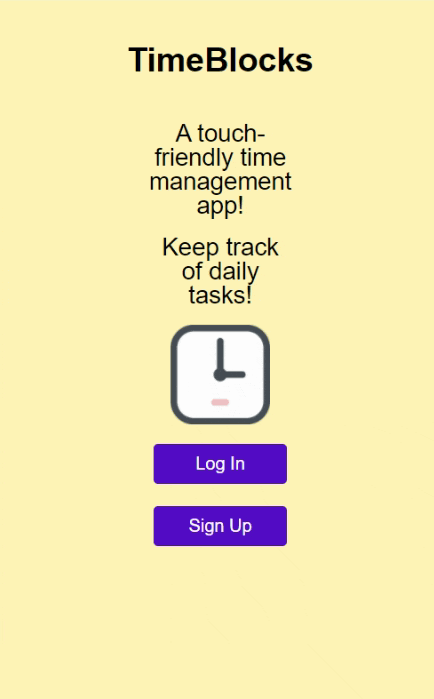 TimeBlocks
A touch-
friendly time
management
app!
Keep track
of daily
tasks!
Log In
Sign Up